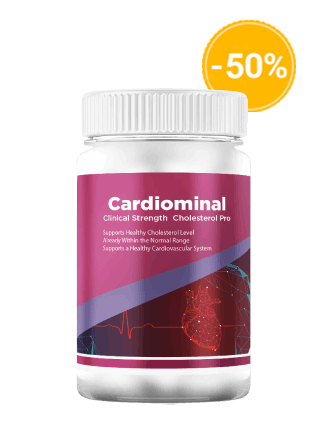 -50%
Cardiominal
Clinical Strength Cholesterol Pro
Supports Healthy Cholesterol Level
Already Within the Normal Range
Supports a Healthy Cardiovascular System